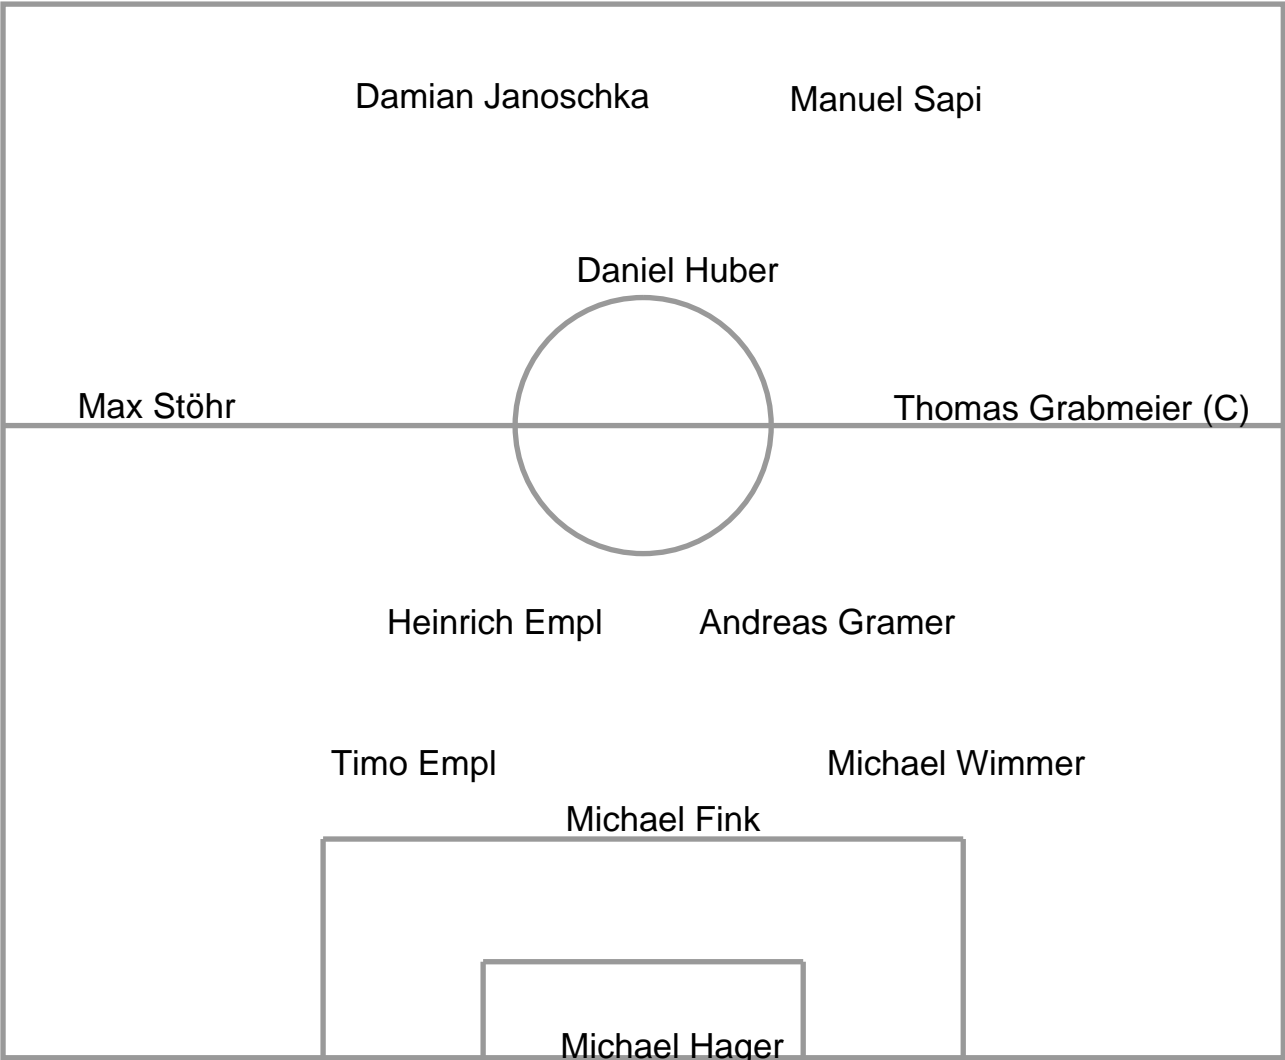 Damian Janoschka
Manuel Sapi
Daniel Huber
Max Stöhr
Thomas Grabmeier (C)
Heinrich Empl
Andreas Gramer
Timo Empl
Michael Wimmer
Michael Fink
Michael Hager